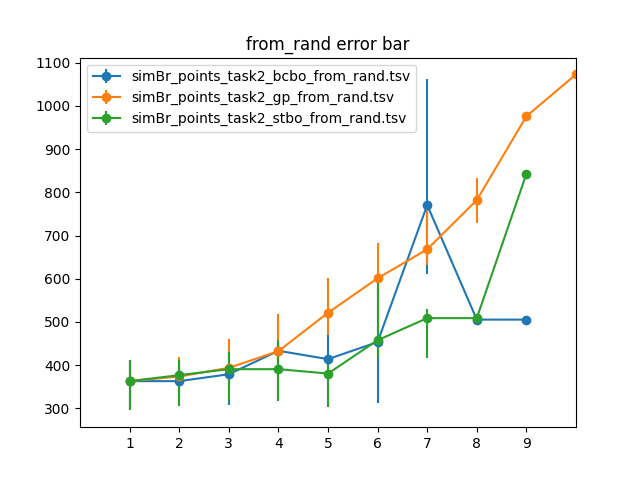 from_rand error bar
simBr_points_task2_bcbo_from_rand.tsv
simBr_points_task2_gp_from_rand.tsv
simBr_points_task2_stbo_from_rand.tsv
1100
1000
900
800
700
600
500
400
300
1 2 3 4 5 6 7 8 9